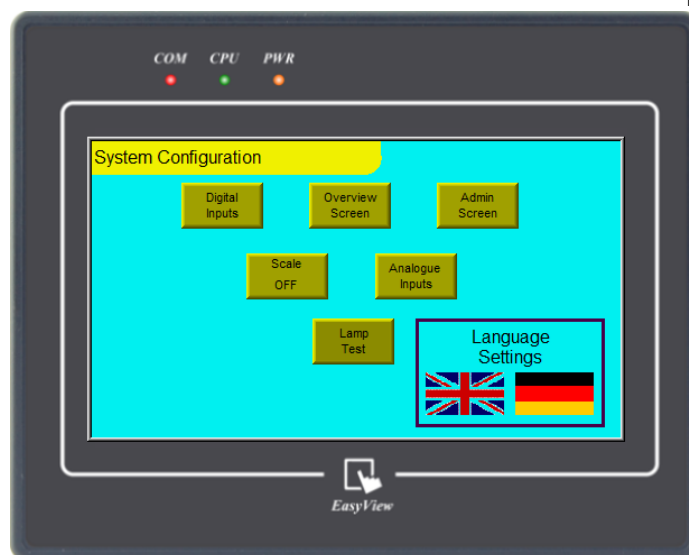 COM CPU PWR
System Configuration
Digital
Inputs
Overview
Screen
Admin
Screen
Scale
OFF
Analogue
Inputs
Lamp
Test
Language
Settings
EasyView